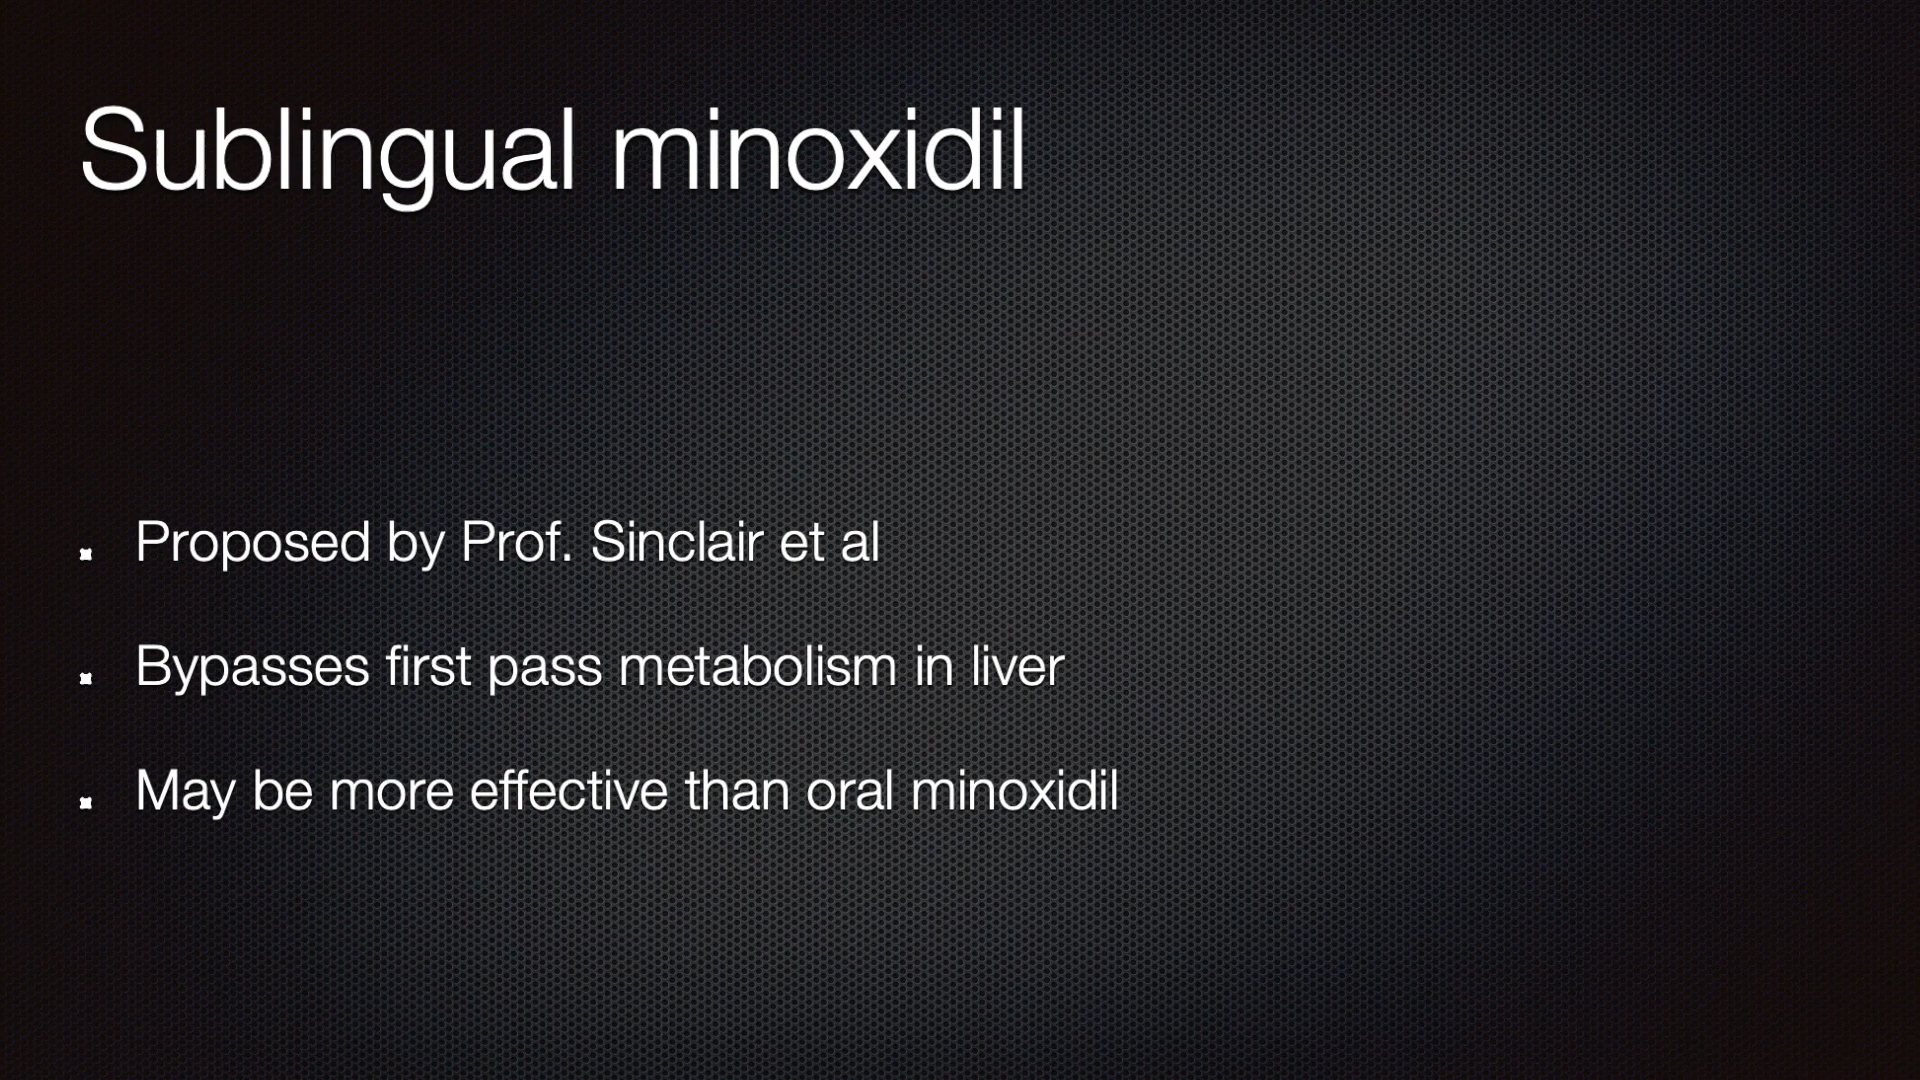 Sublingual minoxidil
Proposed by Prof. Sinclair et al
Bypasses first pass metabolism in liver
May be more effective than oral minoxidil